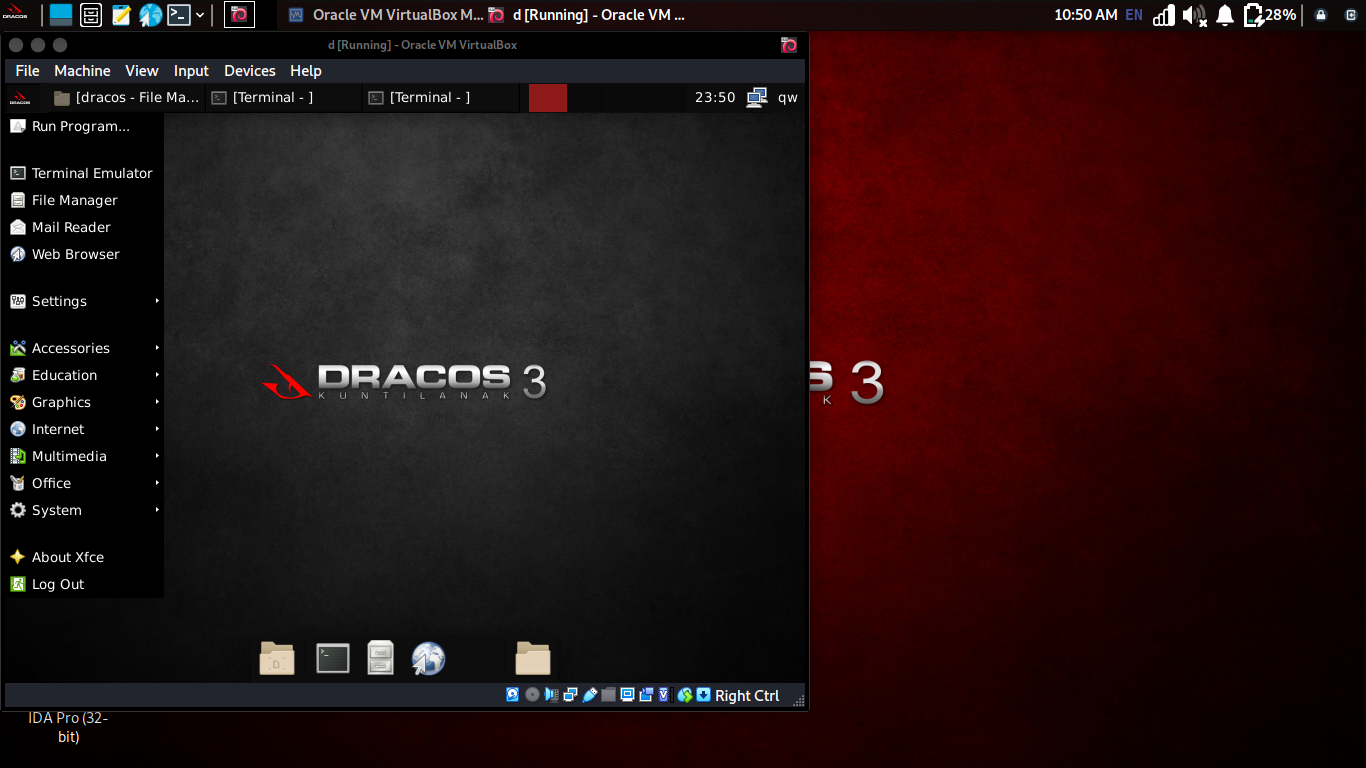 DRACOS
Oracle VM VirtualBox M...
d [Running] - Oracle VM ...
10:50 AM
EN
28%
d [Running] - Oracle VM VirtualBox
File Machine View Input Devices Help
DRACOS
[dracos - File Ma...
[Terminal - ]
[Terminal - ]
23:50
qw
Run Program...
Terminal Emulator
File Manager
Mail Reader
Web Browser
Settings
Accessories
Education
Graphics
Internet
Multimedia
Office
System
About Xfce
Log Out
DRACOS 3
KUNTILANAK
S 3
K
Right Ctrl
IDA Pro (32-
bit)